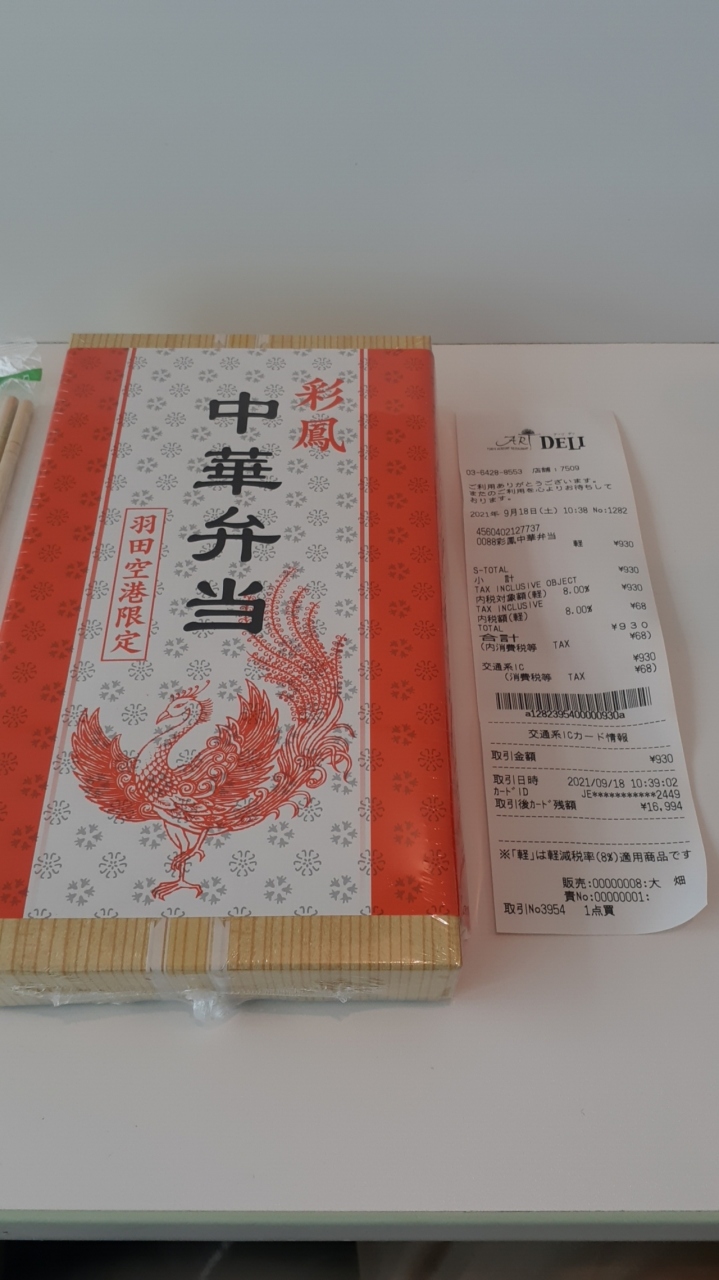 彩鳳
中華弁当
羽田空港限定
DELI
03-6428-9553 店舗:7509
ご利用ありがとうございます。
またのご利用を心よりお待ちして
おります。
2021年 9月18日(土) 10:38 No:1282
4560402127737
0088彩鳳中華弁当 軽 ¥930
S-TOTAL ¥930
小 計
TAX INCLUSIVE OBJECT
内税対象額(軽) 8.00% ¥930
TAX INCLUSIVE
内税額(軽) 8.00% ¥68
TOTAL
合言十 ¥930
(内消費税等 TAX ¥68)
交通系IC ¥930
(消費税等 TAX ¥68)
a1282395400000930a
交通系ICカード情報
取引金額 ¥930
取引日時 2021/09/18 10:39:02
カードID JE***********2449
取引後カード残額 ¥16,994
※「軽」は軽減税率(8%)適用商品です
販売:00000008:大 畑
責No:00000001:
取引No3954 1点買